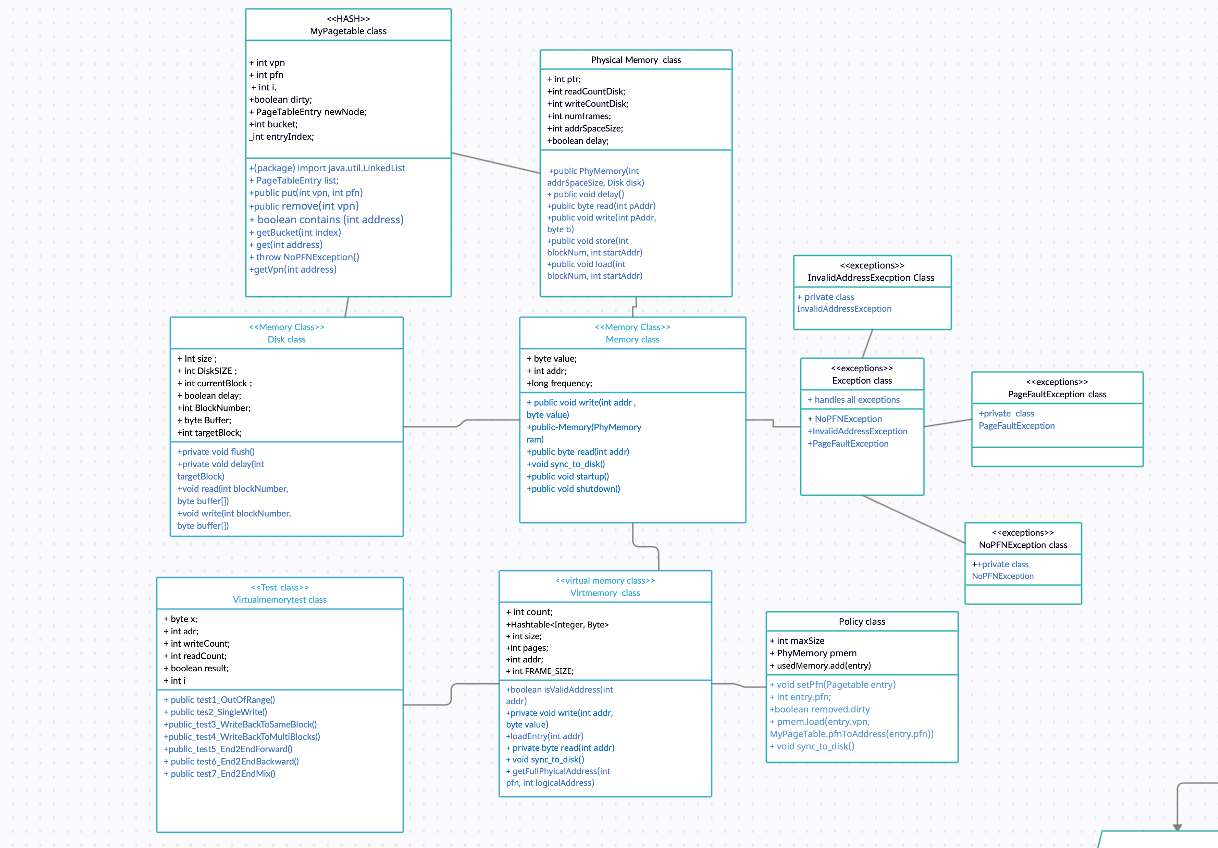 <<HASH>>
MyPagetable class
+ int vpn
+ int pfn
+ int i,
+boolean dirty;
+ PageTableEntry newNode;
+int bucket;
_int entryIndex;
+(package) import java.util.LinkedList
+ PageTableEntry list;
+public put(int vpn, int pfn)
+public remove(int vpn)
+ boolean contains (int address)
+ getBucket(int index)
+ get(int address)
+ throw NoPFNException()
+getVpn(int address)
Physical Memory class
+ int ptr;
+int readCountDisk;
+int writeCountDisk;
+int numframes;
+int addrSpaceSize;
+boolean delay;
+public PhyMemory(int
addrSpaceSize, Disk disk)
+ public void delay()
+public byte read(int pAddr)
+public void write(int pAddr,
byte b)
+public void store(int
blockNum, int startAddr)
+public void load(int
blockNum, int startAddr)
<<exceptions>>
InvalidAddressExecption Class
+ private class
InvalidAddressException
<<Memory Class>>
Disk class
+ Int size ;
+ int DiskSIZE ;
+ int currentBlock ;
+ boolean delay;
+int BlockNumber;
+ byte Buffer;
+int targetBlock;
+private void flush()
+private void delay(int
targetBlock)
+void read(int blockNumber,
byte buffer[])
+void write(int blockNumber,
byte buffer[])
<<Memory Class>>
Memory class
+ byte value;
+ int addr;
+long frequency;
+ public void write(int addr ,
byte value)
+public-Memory(PhyMemory
ram)
+public byte read(int addr)
+void sync_to_disk()
+public void startup()
+public void shutdown()
<<exceptions>>
Exception class
+ handles all exceptions
+ NoPFNException
+InvalidAddressException
+PageFaultException
<<exceptions>>
PageFaultException class
+private class
PageFaultException
<<exceptions>>
NoPFNException class
++private class
NoPFNException
<<Test class>>
Virtualmemorytest class
+ byte x;
+ int adr;
+ int writeCount;
+ int readCount;
+ boolean result;
+ int i
+ public test1_OutOfRange()
+ public tes2_SingleWrite()
+public_test3_WriteBackToSameBlock()
+public_test4_WriteBackToMultiBlocks()
+public_test5_End2EndForward()
+ public test6_End2EndBackward()
+ public test7_End2EndMix()
<<virtual memory class>>
Virtmemory class
+ int count;
+Hashtable<Integer, Byte>
+ int size;
+int pages;
+int addr;
+ int FRAME_SIZE;
+boolean isValidAddress(int
addr)
+private void write(int addr,
byte value)
+loadEntry(int addr)
+ private byte read(int addr)
+ void sync_to_disk()
+ getFullPhyicalAddress(int
pfn, int logicalAddress)
Policy class
+ int maxSize
+ PhyMemory pmem
+ usedMemory.add(entry)
+ void setPfn(Pagetable entry)
+ int entry.pfn;
+boolean removed.dirty
+ pmem.load(entry.vpn,
MyPageTable.pfnToAddress(entry.pfn))
+ void sync_to_disk()